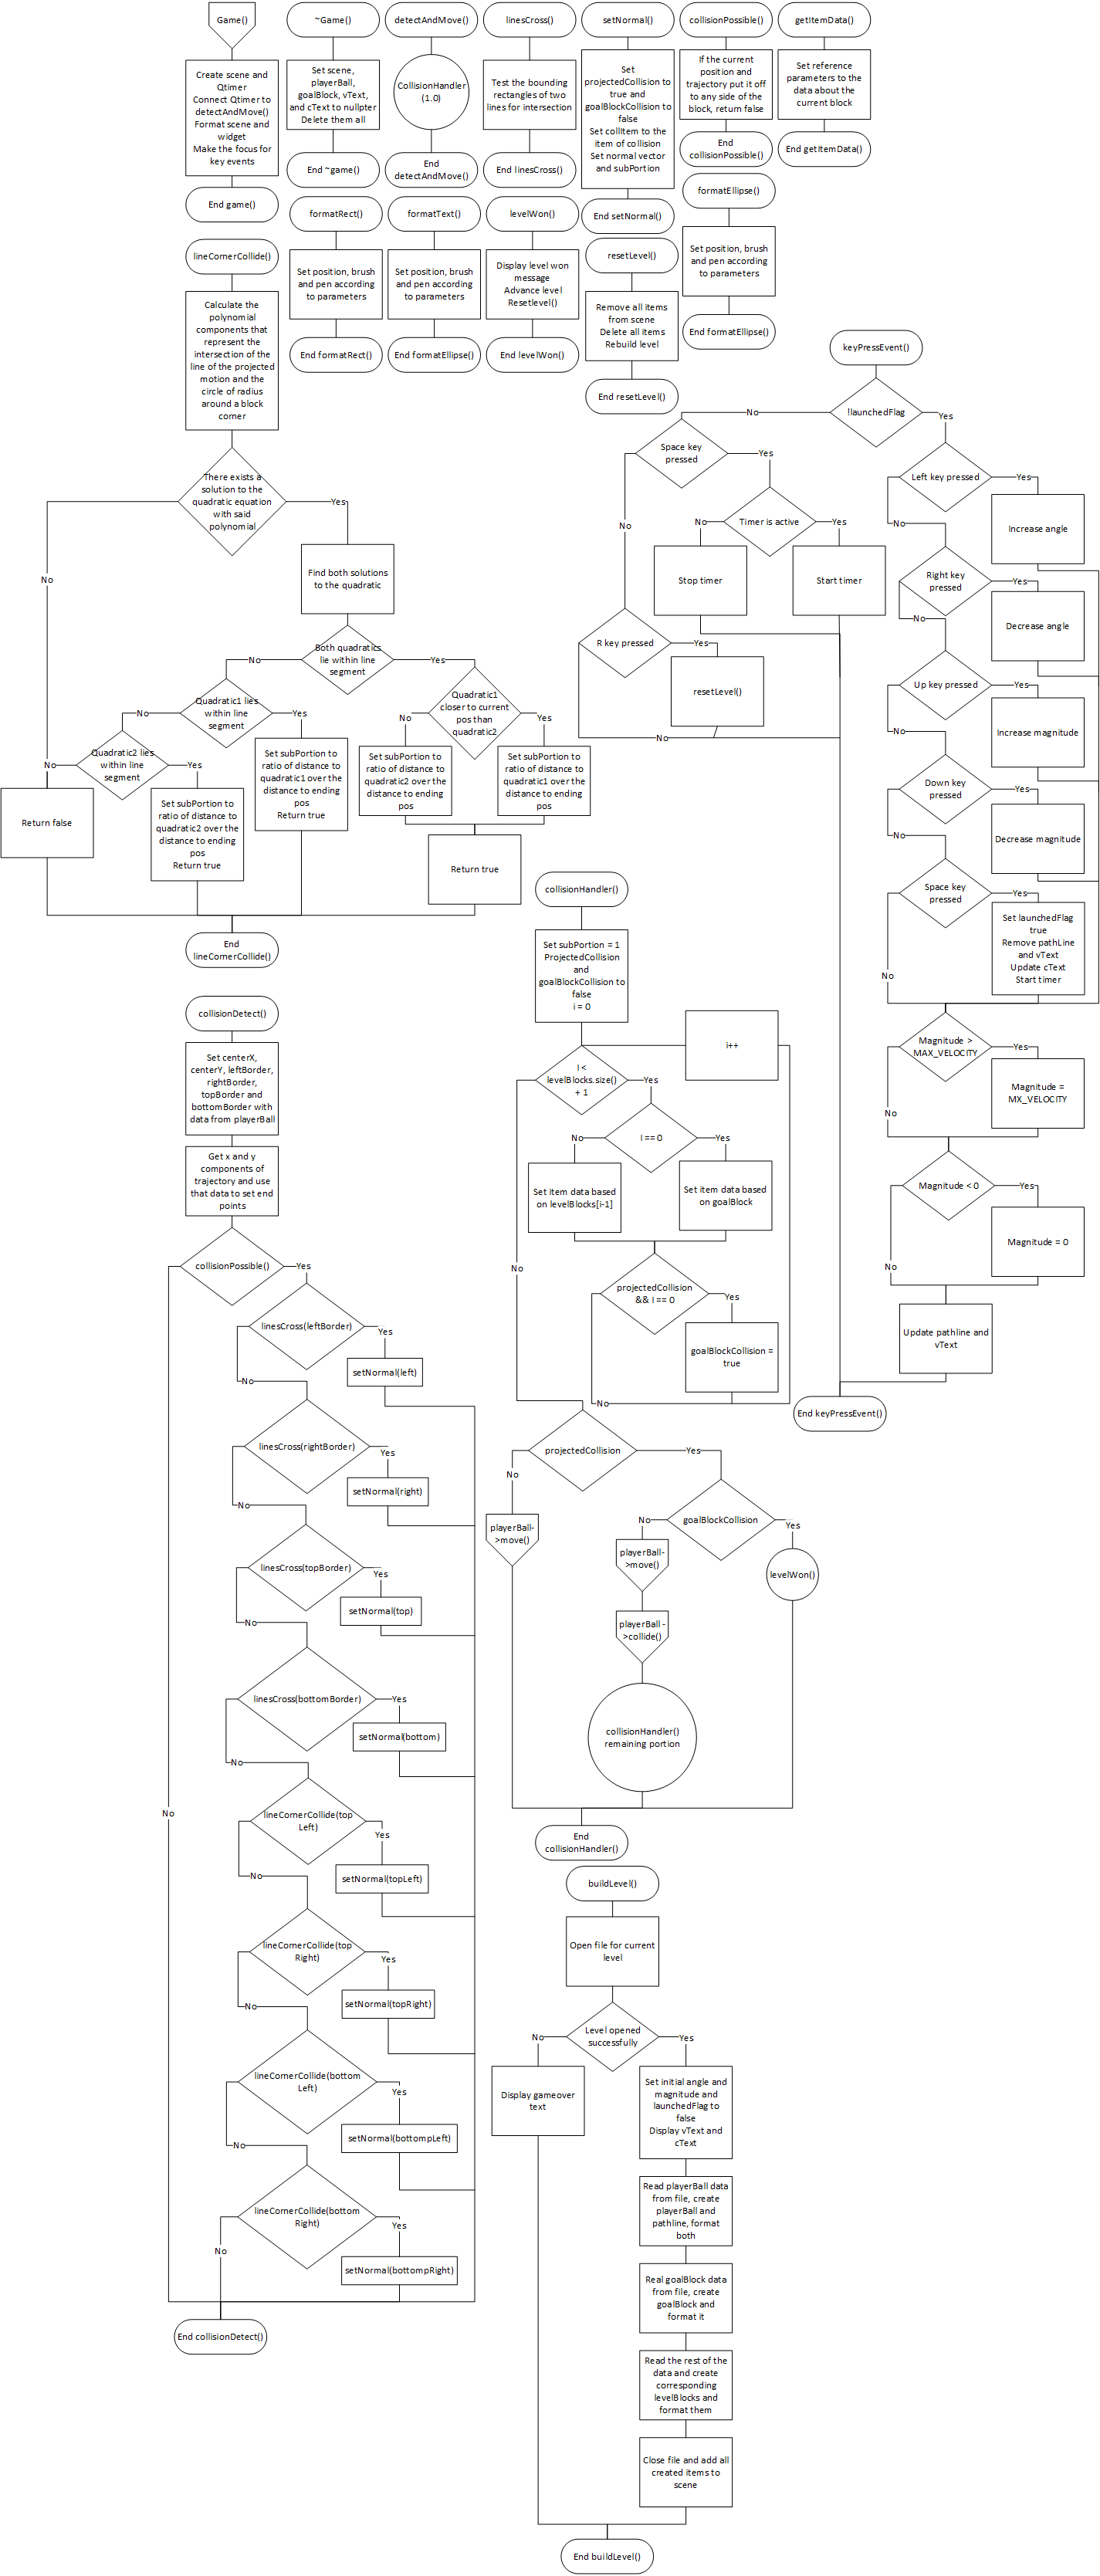 Game()
Create scene and
Qtimer
Connect Qtimer to
detectAndMove()
Format scene and
widget
Make the focus for
key events
End game()
~Game()
Set scene,
playerBall,
goalBlock, vText,
and cText to nullpter
Delete them all
End ~game()
detectAndMove()
CollisionHandler
(1.0)
End
detectAndMove()
linesCross()
Test the bounding
rectangles of two
lines for intersection
End linesCross()
setNormal()
Set
projectedCollision to
true and
goalBlockCollision to
false
Set collItem to the
item of collision
Set normal vector
and subPortion
End setNormal()
collisionPossible()
If the current
position and
trajectory put it off
to any side of the
block, return false
End
collisionPossible()
getItemData()
Set reference
parameters to the
data about the
current block
End getItemData()
formatRect()
Set position, brush
and pen according
to parameters
End formatRect()
formatText()
Set position, brush
and pen according
to parameters
End formatEllipse()
levelWon()
Display level won
message
Advance level
Resetlevel()
End levelWon()
resetLevel()
Remove all items
from scene
Delete all items
Rebuild level
End resetLevel()
formatEllipse()
Set position, brush
and pen according
to parameters
End formatEllipse()
lineCornerCollide()
Calculate the
polynomial
components that
represent the
intersection of the
line of the projected
motion and the
circle of radius
around a block
corner
There exists a
solution to the
quadratic equation
with said
polynomial
Yes
No
Find both solutions
to the quadratic
Both quadratics
lie within line
segment
No
Yes
Quadratic1 lies
within line
segment
No
Yes
Quadratic1
closer to current
pos than
quadratic2
No
Yes
Quadratic2 lies
within line
segment
No
Yes
Set subPortion to
ratio of distance to
quadratic1 over the
distance to ending
pos
Return true
Set subPortion to
ratio of distance to
quadratic2 over the
distance to ending
pos
Set subPortion to
ratio of distance to
quadratic1 over the
distance to ending
pos
Return false
Set subPortion to
ratio of distance to
quadratic2 over the
distance to ending
pos
Return true
Return true
End
lineCornerCollide()
keyPressEvent()
!launchedFlag
No
Yes
Space key
pressed
Yes
No
Timer is active
No
Yes
Stop timer
Start timer
R key pressed
Yes
resetLevel()
No
Left key pressed
Yes
No
Increase angle
Right key
pressed
Yes
No
Decrease angle
Up key pressed
Yes
No
Increase magnitude
Down key
pressed
Yes
No
Decrease magnitude
Space key
pressed
Yes
No
Set launchedFlag
true
Remove pathLine
and vText
Update cText
Start timer
Magnitude >
MAX_VELOCITY
Yes
No
Magnitude =
MX_VELOCITY
Magnitude < 0
Yes
No
Magnitude = 0
Update pathline and
vText
End keyPressEvent()
collisionHandler()
Set subPortion = 1
ProjectedCollision
and
goalBlockCollision to
false
i = 0
i++
I <
levelBlocks.size()
+ 1
Yes
No
I == 0
No
Yes
Set item data based
on levelBlocks[i-1]
Set item data based
on goalBlock
projectedCollision
&& I == 0
Yes
No
goalBlockCollision =
true
projectedCollision
No
Yes
playerBall-
>move()
goalBlockCollision
No
Yes
playerBall-
>move()
levelWon()
playerBall -
>collide()
collisionHandler()
remaining portion
End
collisionHandler()
collisionDetect()
Set centerX,
centerY, leftBorder,
rightBorder,
topBorder and
bottomBorder with
data from playerBall
Get x and y
components of
trajectory and use
that data to set end
points
collisionPossible()
Yes
No
linesCross(leftBorder)
Yes
No
setNormal(left)
linesCross(rightBorder)
Yes
No
setNormal(right)
linesCross(topBorder)
Yes
No
setNormal(top)
linesCross(bottomBorder)
Yes
No
setNormal(bottom)
lineCornerCollide(top
Left)
Yes
No
setNormal(topLeft)
lineCornerCollide(top
Right)
Yes
No
setNormal(topRight)
lineCornerCollide(bottom
Left)
Yes
No
setNormal(bottompLeft)
lineCornerCollide(bottom
Right)
Yes
No
setNormal(bottompRight)
End collisionDetect()
buildLevel()
Open file for current
level
Level opened
successfully
No
Yes
Display gameover
text
Set initial angle and
magnitude and
launchedFlag to
false
Display vText and
cText
Read playerBall data
from file, create
playerBall and
pathline, format
both
Real goalBlock data
from file, create
goalBlock and
format it
Read the rest of the
data and create
corresponding
levelBlocks and
format them
Close file and add all
created items to
scene
End buildLevel()